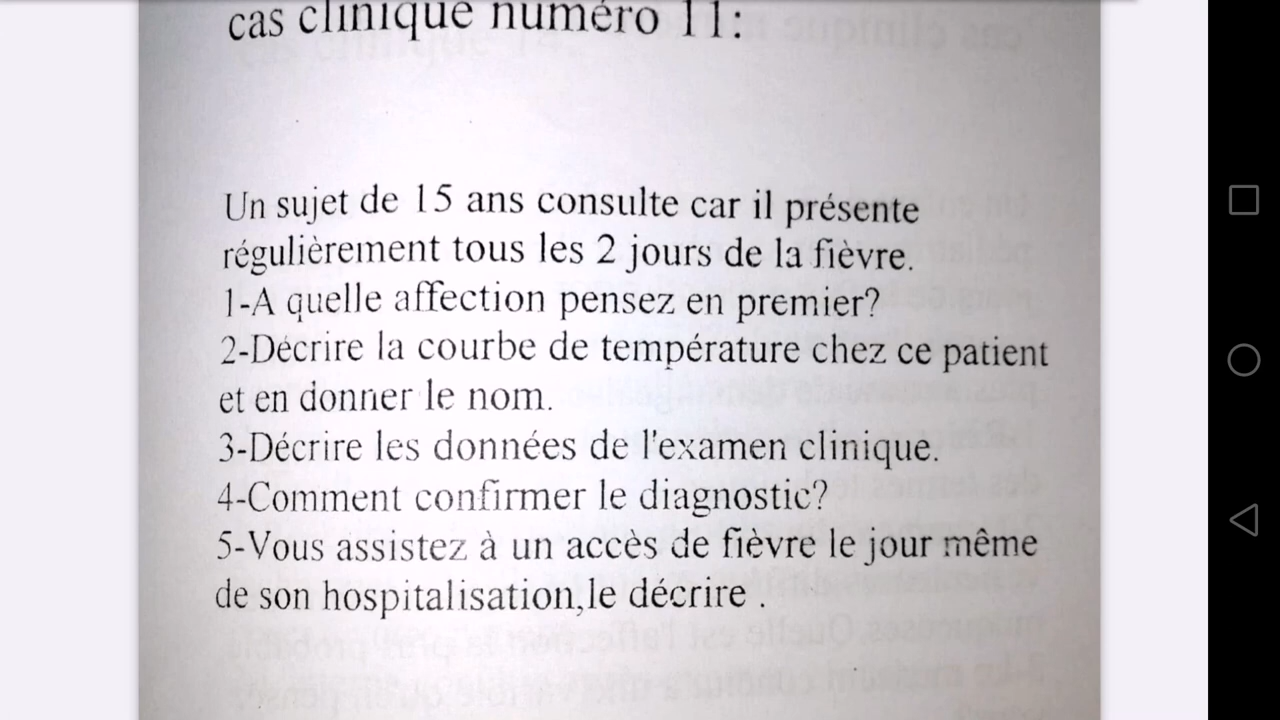 cas clinique numéro 11:
Un sujet de 15 ans consulte car il présente
régulièrement tous les 2 jours de la fièvre.
1-A quelle affection pensez en premier?
2-Décrire la courbe de température chez ce patient
et en donner le nom.
3-Décrire les données de l'examen clinique.
4-Comment confirmer le diagnostic?
5-Vous assistez à un accès de fièvre le jour même
de son hospitalisation,le décrire .